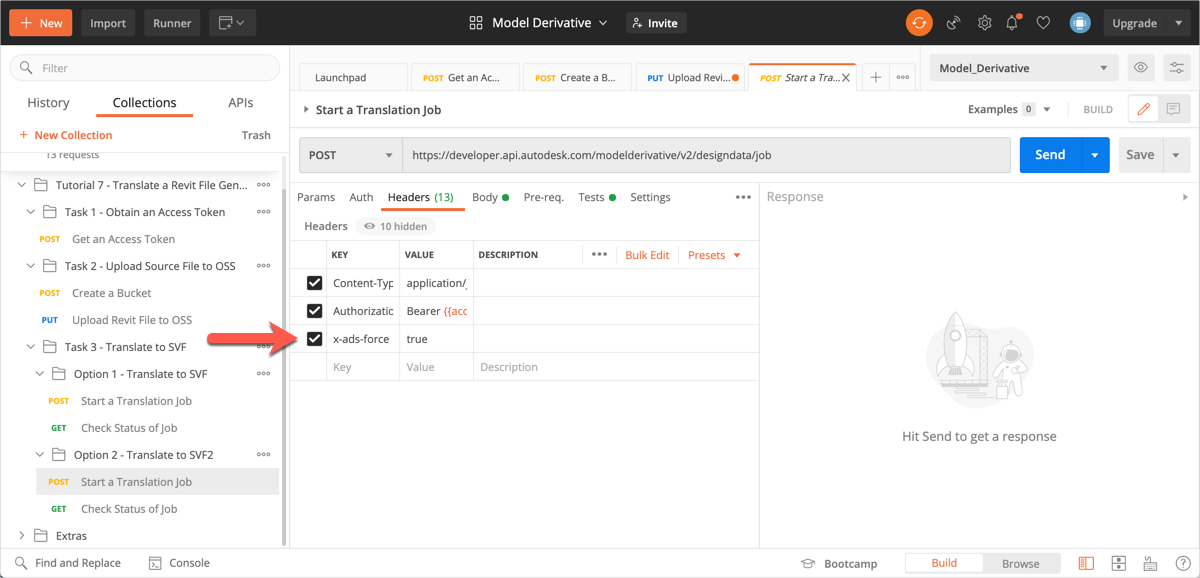 + New Import Runner Model Derivative Invite Upgrade
Filter
History Collections APIs
+ New Collection Trash
13 requests
Tutorial 7 - Translate a Revit File Gen...
Task 1 - Obtain an Access Token
POST Get an Access Token
Task 2 - Upload Source File to OSS
POST Create a Bucket
PUT Upload Revit File to OSS
Task 3 - Translate to SVF
Option 1 - Translate to SVF
POST Start a Translation Job
GET Check Status of Job
Option 2 - Translate to SVF2
POST Start a Translation Job
GET Check Status of Job
Extras
Launchpad POST Get an Ac... POST Create a B... PUT Upload Revi... POST Start a Tra... Model_Derivative
Start a Translation Job Examples 0 BUILD
POST https://developer.api.autodesk.com/modelderivative/v2/designdata/job Send Save
Params Auth Headers (13) Body Pre-req. Tests Settings
Headers 10 hidden
KEY VALUE DESCRIPTION Bulk Edit Presets
Content-Typ application/
Authorizatic Bearer {{acc
x-ads-force true
Key Value Description
Response
Hit Send to get a response
Find and Replace Console Bootcamp Build Browse